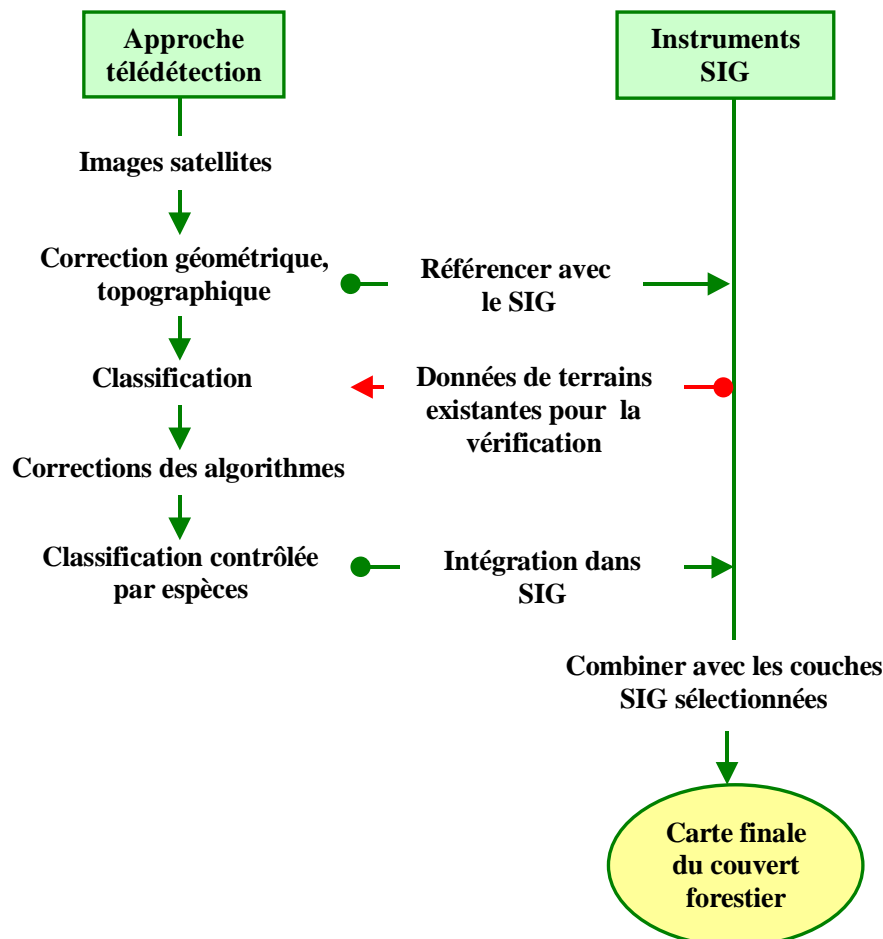 Approche
télédétection
Instruments
SIG
Images satellites
Correction géométrique,
topographique
Référencer avec
le SIG
Classification
Données de terrains
existantes pour la
vérification
Corrections des algorithmes
Classification contrôlée
par espèces
Intégration dans
SIG
Combiner avec les couches
SIG sélectionnées
Carte finale
du couvert
forestier